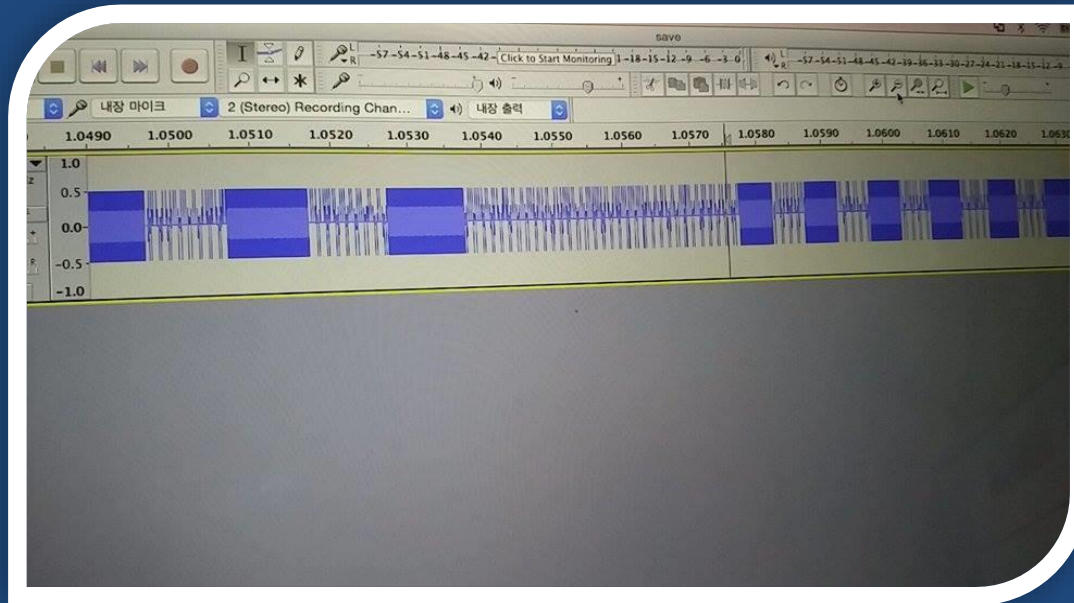 save
-57 -54 -51 -48 -45 -42 - Click to Start Monitoring 1 -18 -15 -12 -9 -6 -3 0
-57 -54 -51 -48 -45 -42 -39 -36 -33 -30 -27 -24 -21 -18 -15 -12 -9
L
R
L
R
내장 마이크
2 (Stereo) Recording Chan...
내장 출력
1.0490 1.0500 1.0510 1.0520 1.0530 1.0540 1.0550 1.0560 1.0570 1.0580 1.0590 1.0600 1.0610 1.0620 1.0630
1.0
0.5
0.0
-0.5
-1.0